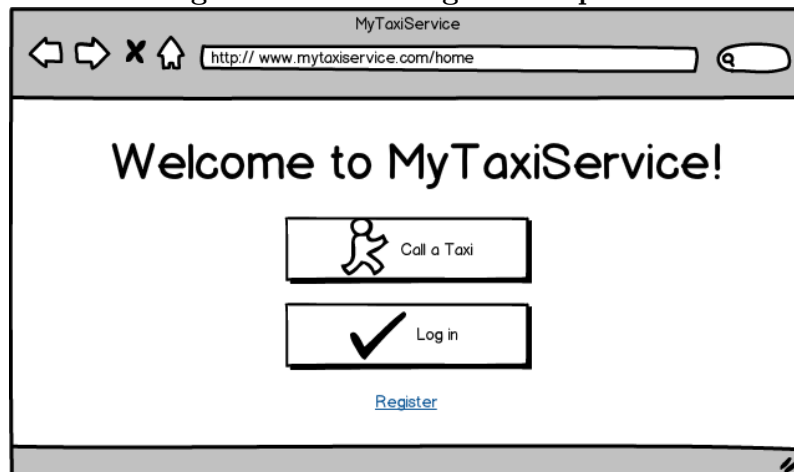 MyTaxiService
http:// www.mytaxiservice.com/home
Welcome to MyTaxiService!
Call a Taxi
Log in
Register